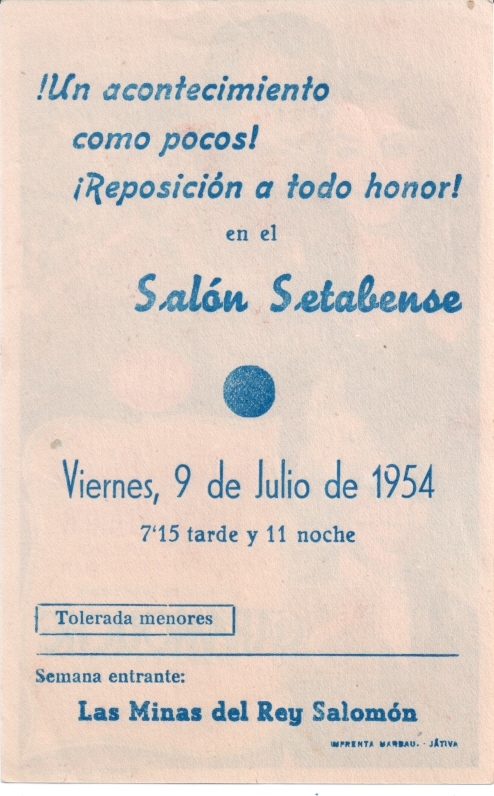 !Un acontecimiento
como pocos!
¡Reposición a todo honor!
en el
Salón Setabense
Viernes, 9 de Julio de 1954
7'15 tarde y 11 noche
Tolerada menores
Semana entrante:
Las Minas del Rey Salomón
IMPRENTA MARBAU. - JÁTIVA